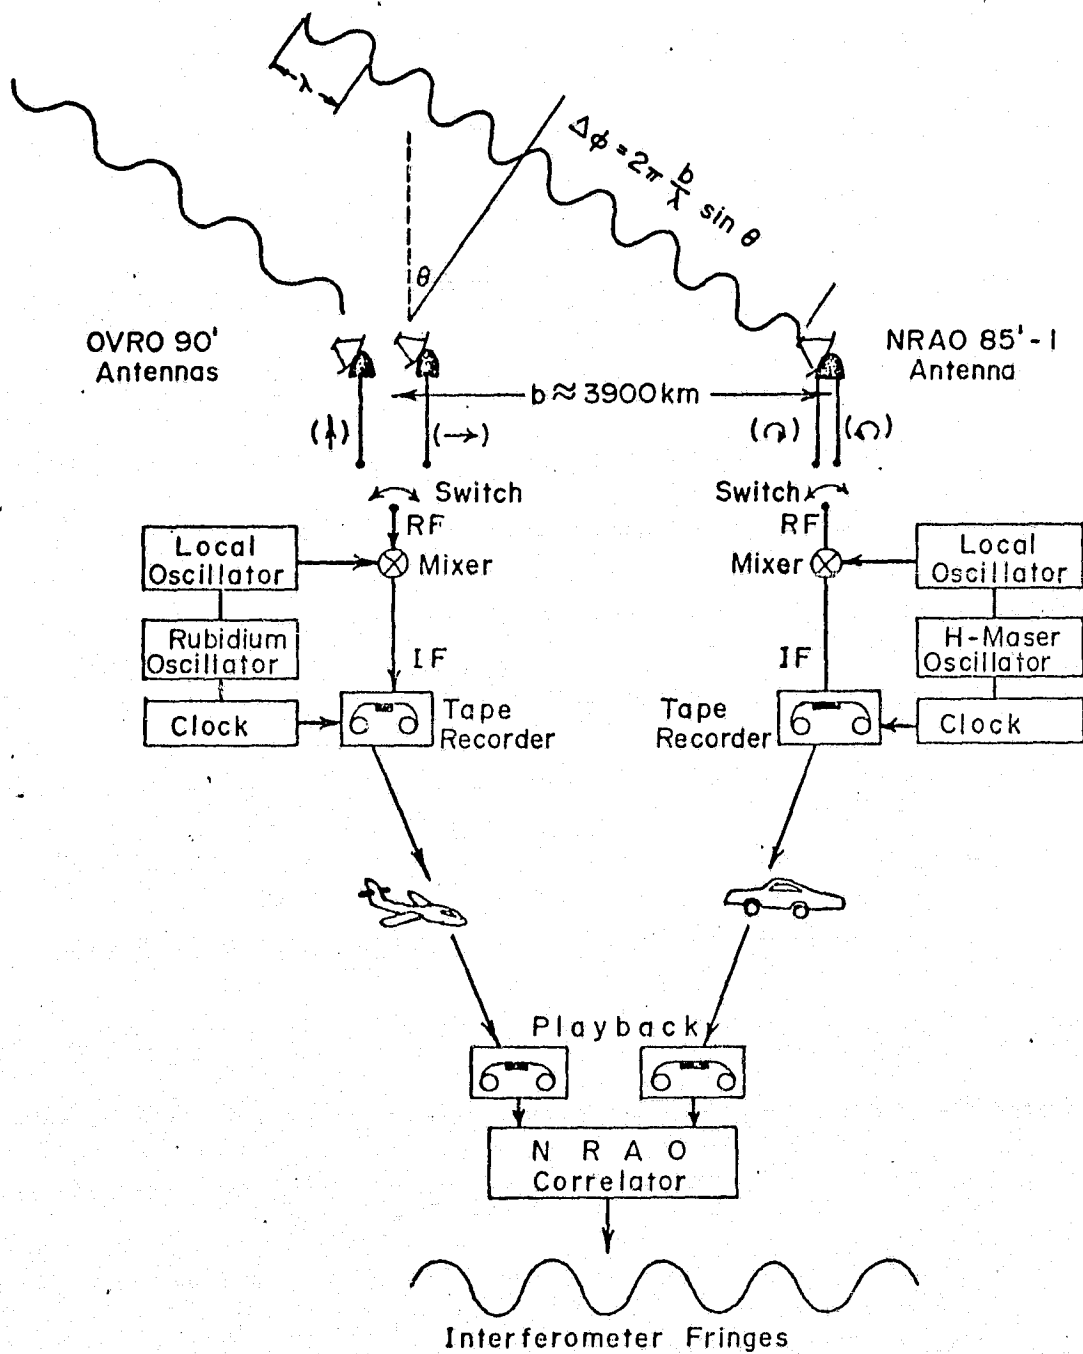 λ
Δφ = 2π b/λ sin θ
θ
OVRO 90'
Antennas
NRAO 85'-1
Antenna
b ≈ 3900 km
(↑)
(→)
(↷)
(↶)
Switch
Switch
RF
RF
Local
Oscillator
Mixer
Mixer
Local
Oscillator
Rubidium
Oscillator
IF
IF
H-Maser
Oscillator
Clock
Tape
Recorder
Tape
Recorder
Clock
Playback
NRAO
Correlator
Interferometer Fringes